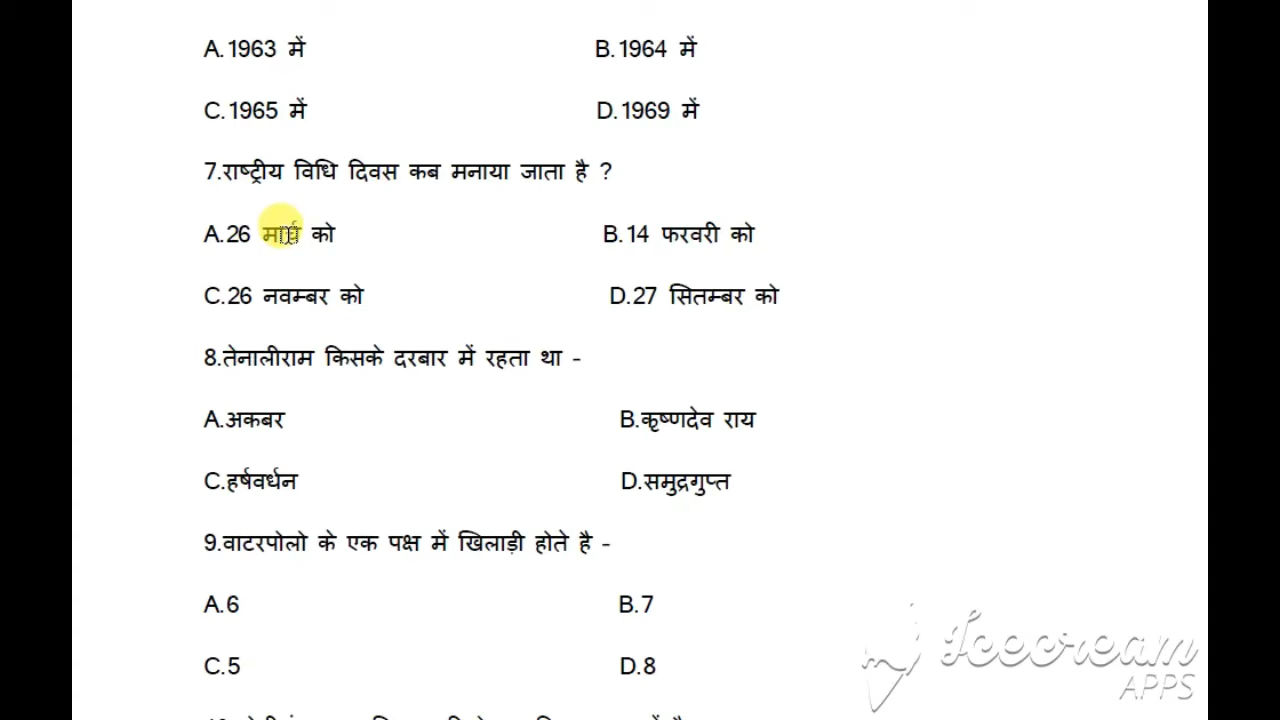 A.1963 में B.1964 में
C.1965 में D.1969 में
7.राष्ट्रीय विधि दिवस कब मनाया जाता है ?
A.26 मार्च को B.14 फरवरी को
C.26 नवम्बर को D.27 सितम्बर को
8.तेनालीराम किसके दरबार में रहता था -
A.अकबर B.कृष्णदेव राय
C.हर्षवर्धन D.समुद्रगुप्त
9.वाटरपोलो के एक पक्ष में खिलाड़ी होते है -
A.6 B.7
C.5 D.8
Icecream
APPS